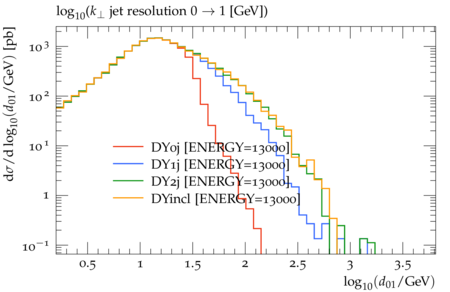 log₁₀(k⊥ jet resolution 0 → 1 [GeV])
dσ/d log₁₀(d₀₁/GeV) [pb]
10³
10²
10¹
1
10⁻¹
DY0j [ENERGY=13000]
DY1j [ENERGY=13000]
DY2j [ENERGY=13000]
DYincl [ENERGY=13000]
0.5 1 1.5 2 2.5 3 3.5
log₁₀(d₀₁/GeV)